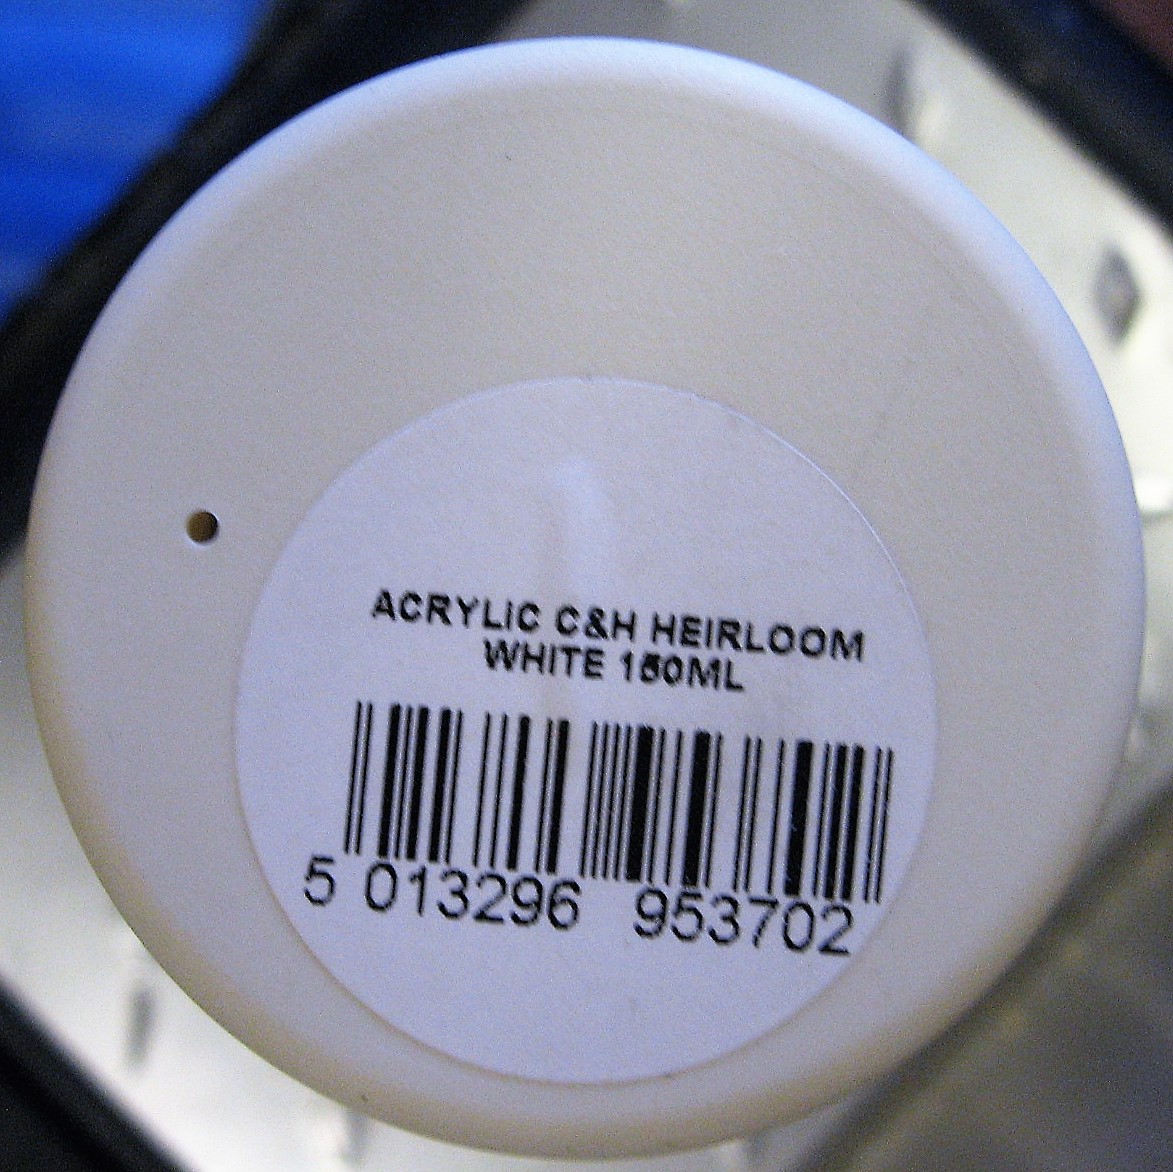 ACRYLIC C&H HEIRLOOM
WHITE 150ML
5 013296 953702